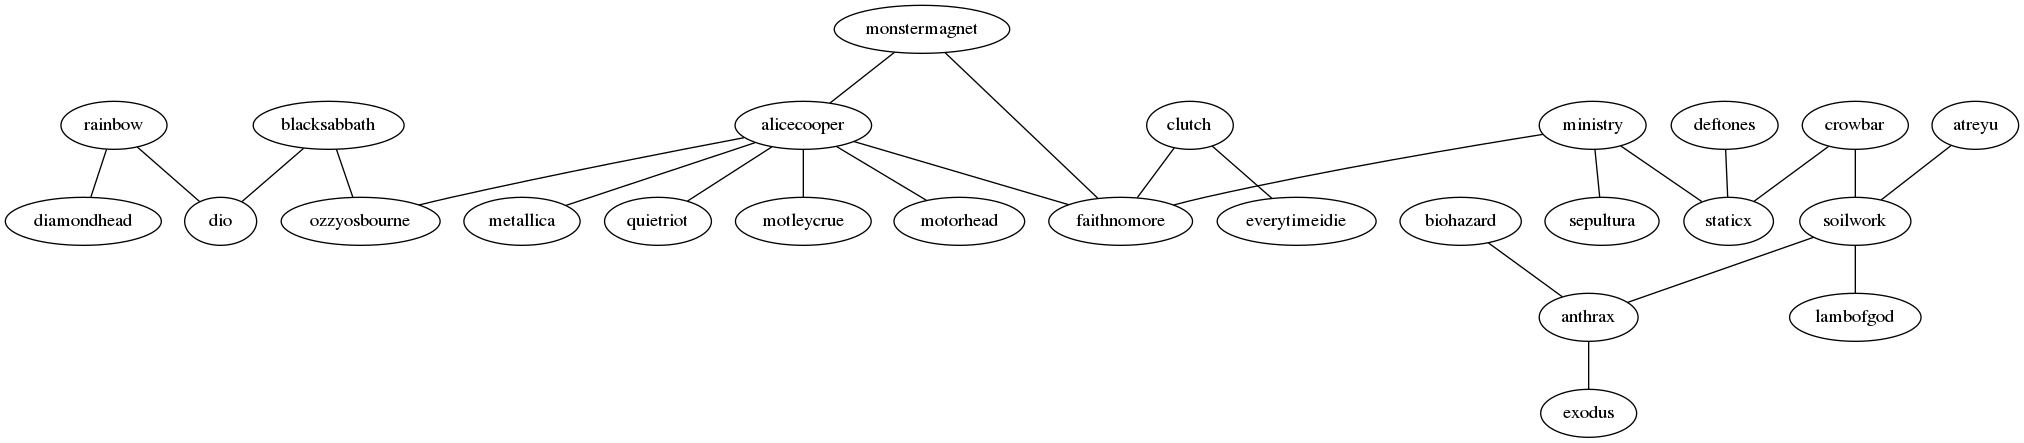 monstermagnet
rainbow
blacksabbath
alicecooper
clutch
ministry
deftones
crowbar
atreyu
diamondhead
dio
ozzyosbourne
metallica
quietriot
motleycrue
motorhead
faithnomore
everytimeidie
biohazard
sepultura
staticx
soilwork
anthrax
lambofgod
exodus